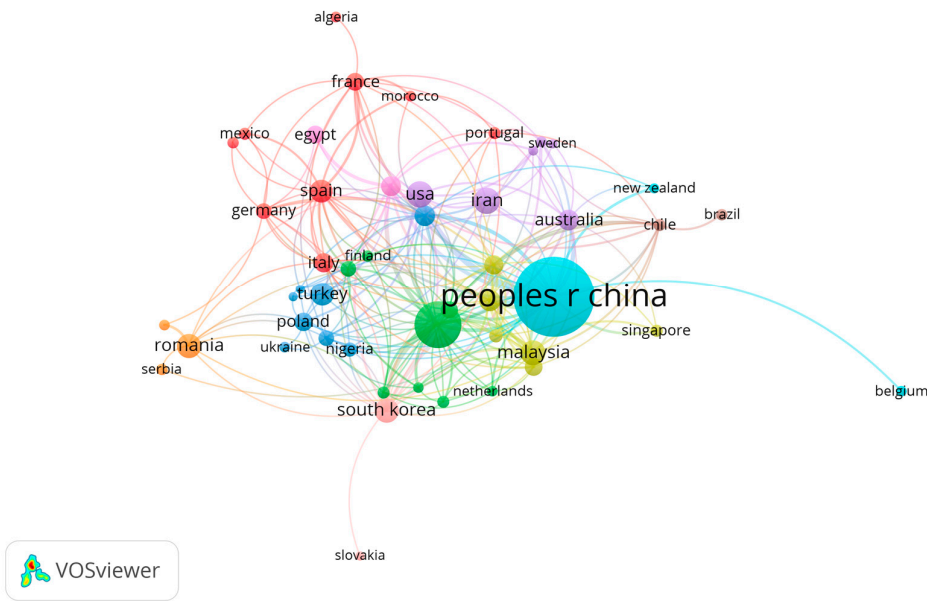 algeria
france
morocco
mexico
egypt
portugal
sweden
spain
usa
iran
new zealand
germany
australia
chile
brazil
italy
finland
turkey
peoples r china
poland
singapore
ukraine
nigeria
romania
malaysia
serbia
netherlands
belgium
south korea
slovakia
VOSviewer